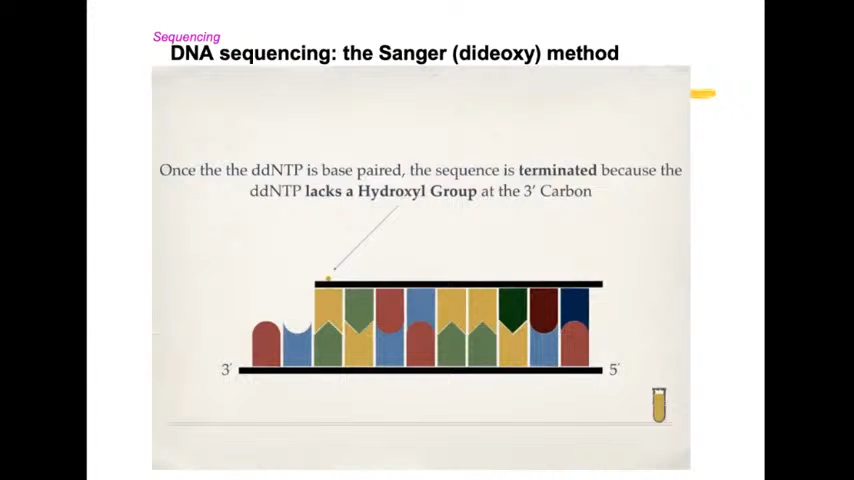 Sequencing
DNA sequencing: the Sanger (dideoxy) method
Once the the ddNTP is base paired, the sequence is terminated because the
ddNTP lacks a Hydroxyl Group at the 3′ Carbon
3′ 5′